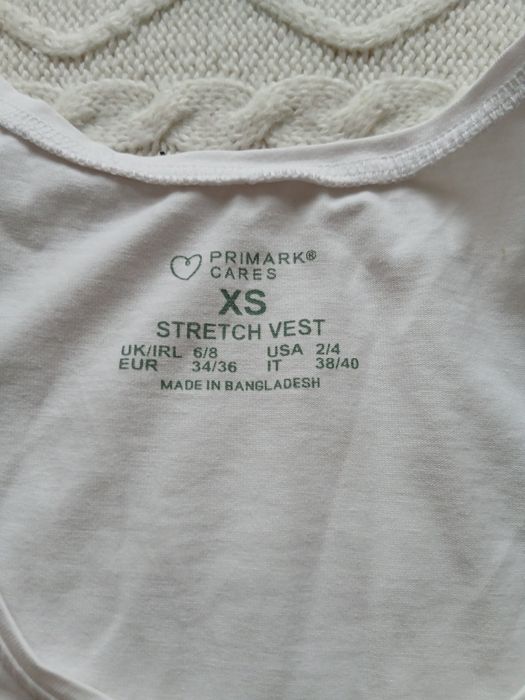 PRIMARK®
CARES
XS
STRETCH VEST
UK/IRL 6/8 USA 2/4
EUR 34/36 IT 38/40
MADE IN BANGLADESH